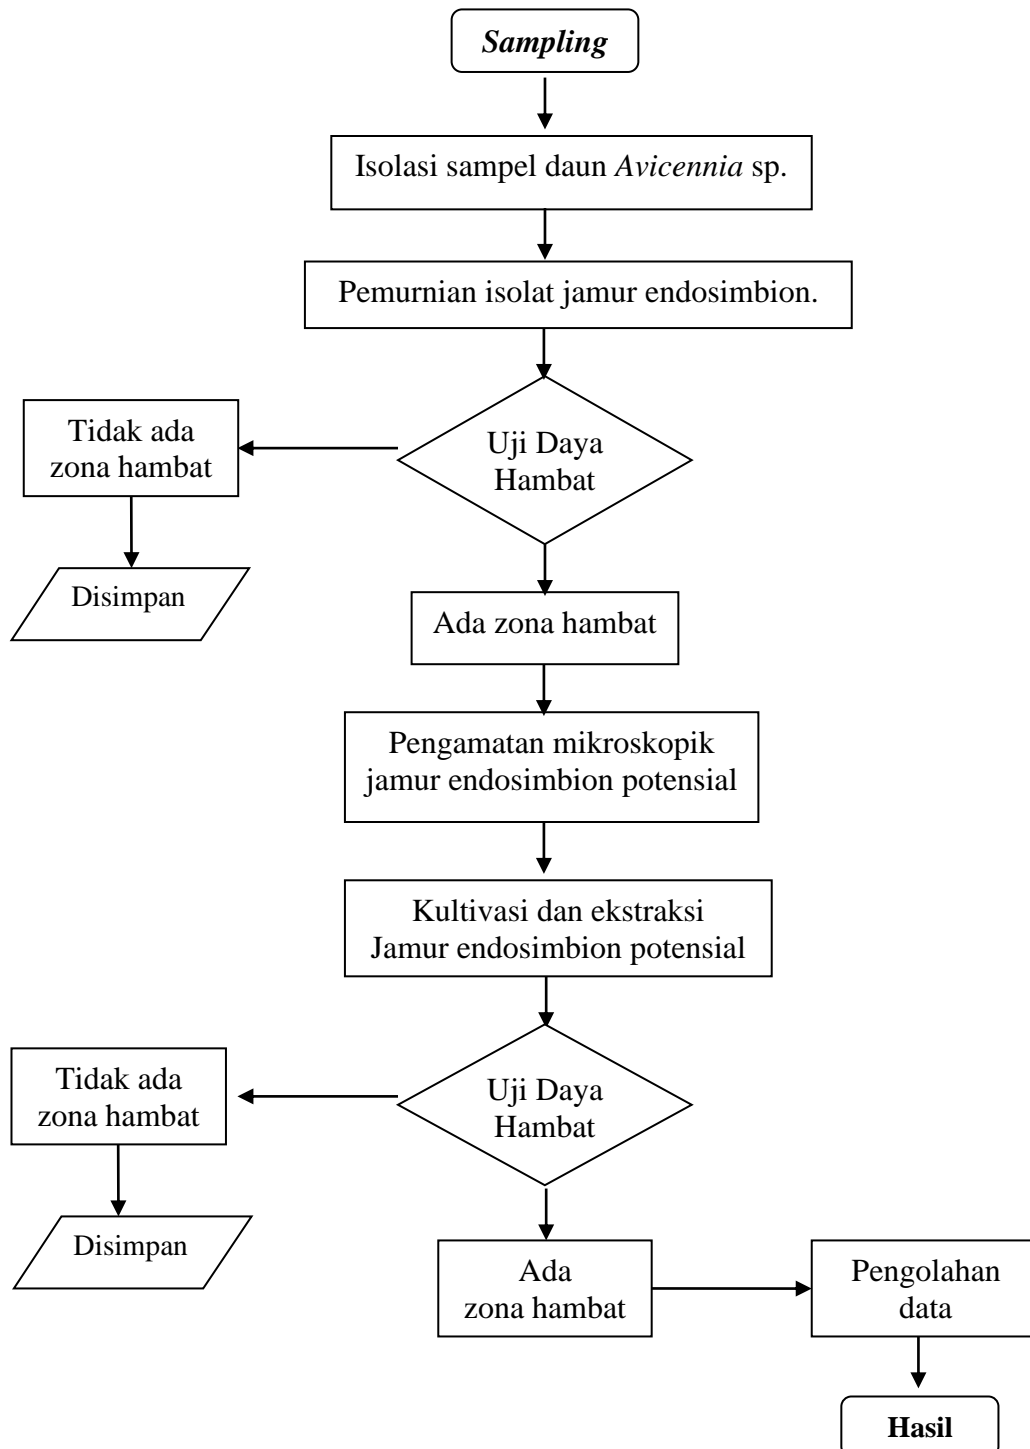 Sampling
Isolasi sampel daun Avicennia sp.
Pemurnian isolat jamur endosimbion.
Uji Daya
Hambat
Tidak ada
zona hambat
Disimpan
Ada zona hambat
Pengamatan mikroskopik
jamur endosimbion potensial
Kultivasi dan ekstraksi
Jamur endosimbion potensial
Uji Daya
Hambat
Tidak ada
zona hambat
Disimpan
Ada
zona hambat
Pengolahan
data
Hasil